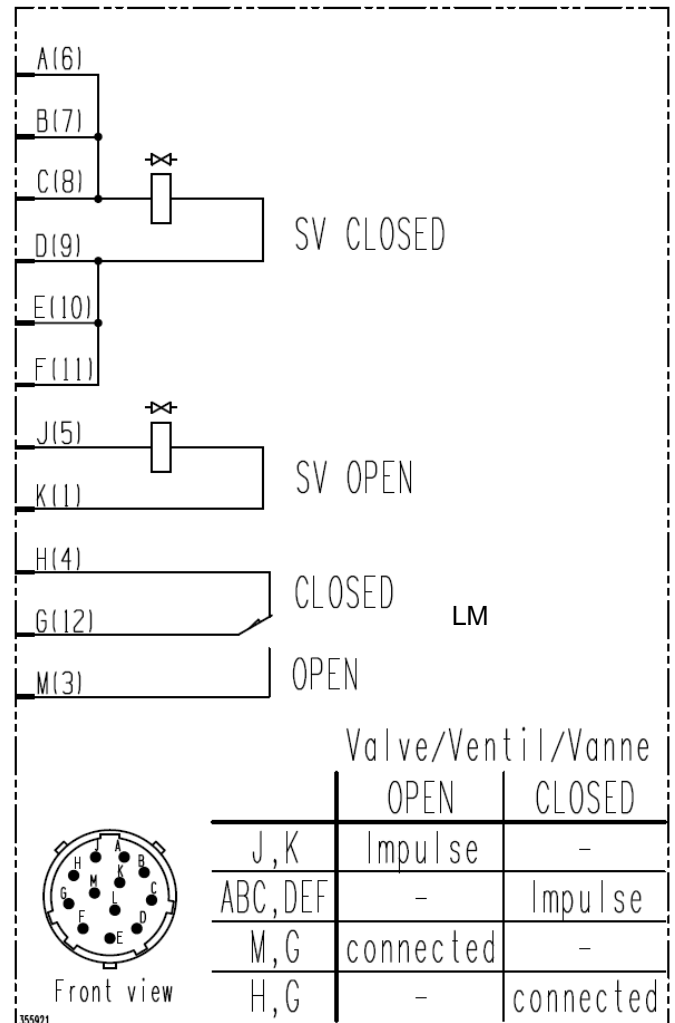 A(6)
B(7)
C(8)
D(9)
SV CLOSED
E(10)
F(11)
J(5)
K(1)
SV OPEN
H(4)
CLOSED
G(12)
LM
M(3)
OPEN
Valve/Ventil/Vanne
OPEN CLOSED
J,K Impulse -
ABC,DEF - Impulse
M,G connected -
H,G - connected
J A
H K B
G M C
L
F D
E
Front view
355921